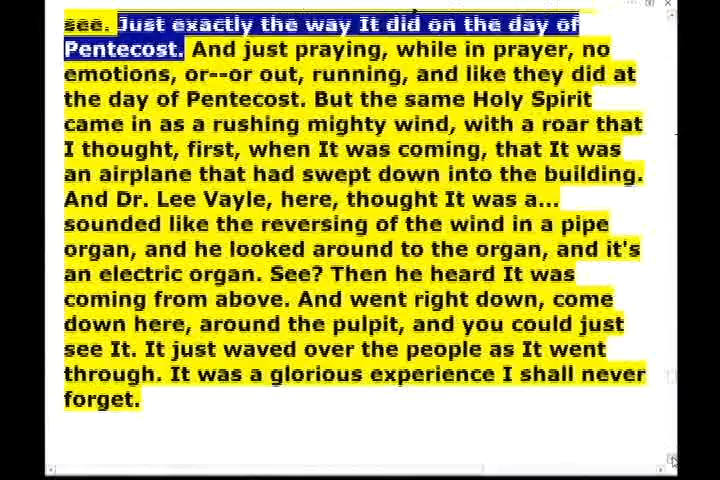 see. Just exactly the way It did on the day of
Pentecost. And just praying, while in prayer, no
emotions, or--or out, running, and like they did at
the day of Pentecost. But the same Holy Spirit
came in as a rushing mighty wind, with a roar that
I thought, first, when It was coming, that It was
an airplane that had swept down into the building.
And Dr. Lee Vayle, here, thought It was a...
sounded like the reversing of the wind in a pipe
organ, and he looked around to the organ, and it's
an electric organ. See? Then he heard It was
coming from above. And went right down, come
down here, around the pulpit, and you could just
see It. It just waved over the people as It went
through. It was a glorious experience I shall never
forget.